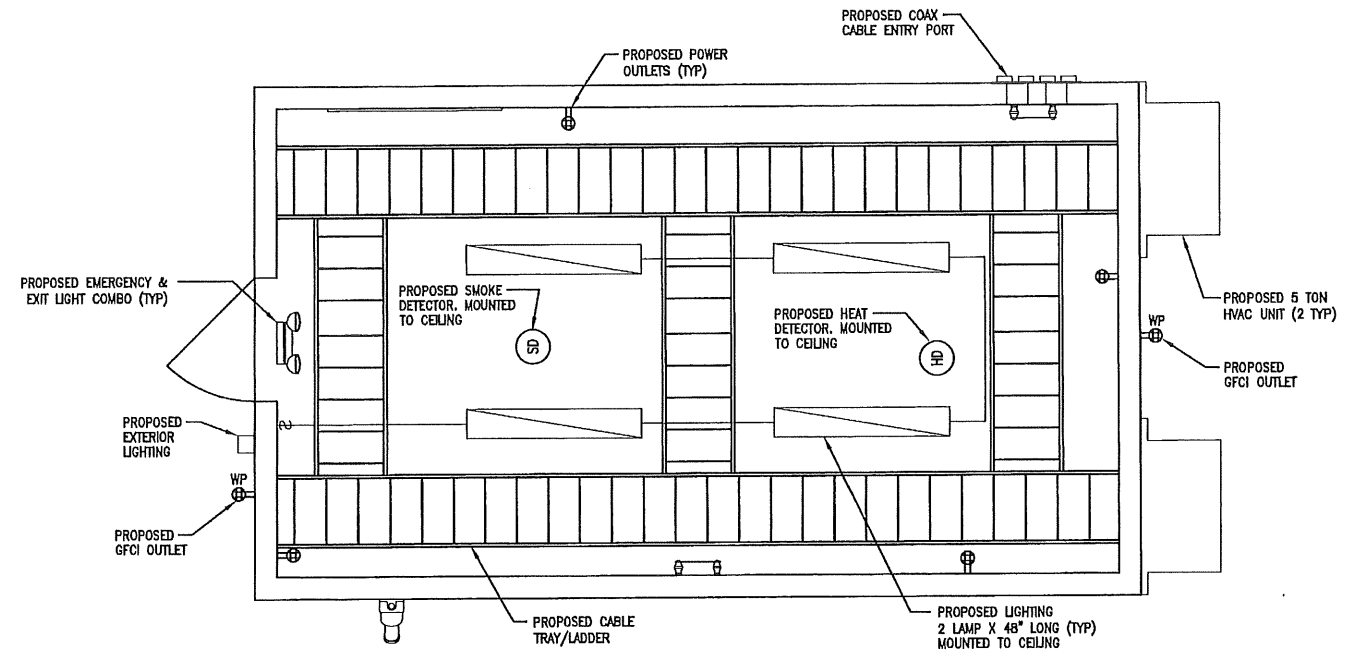 PROPOSED COAX
CABLE ENTRY PORT
PROPOSED POWER
OUTLETS (TYP)
PROPOSED EMERGENCY &
EXIT LIGHT COMBO (TYP)
PROPOSED SMOKE
DETECTOR. MOUNTED
TO CEILING
SD
PROPOSED HEAT
DETECTOR. MOUNTED
TO CEILING
HD
PROPOSED 5 TON
HVAC UNIT (2 TYP)
WP
PROPOSED
GFCI OUTLET
PROPOSED
EXTERIOR
LIGHTING
WP
PROPOSED
GFCI OUTLET
PROPOSED CABLE
TRAY/LADDER
PROPOSED LIGHTING
2 LAMP X 48" LONG (TYP)
MOUNTED TO CEILING